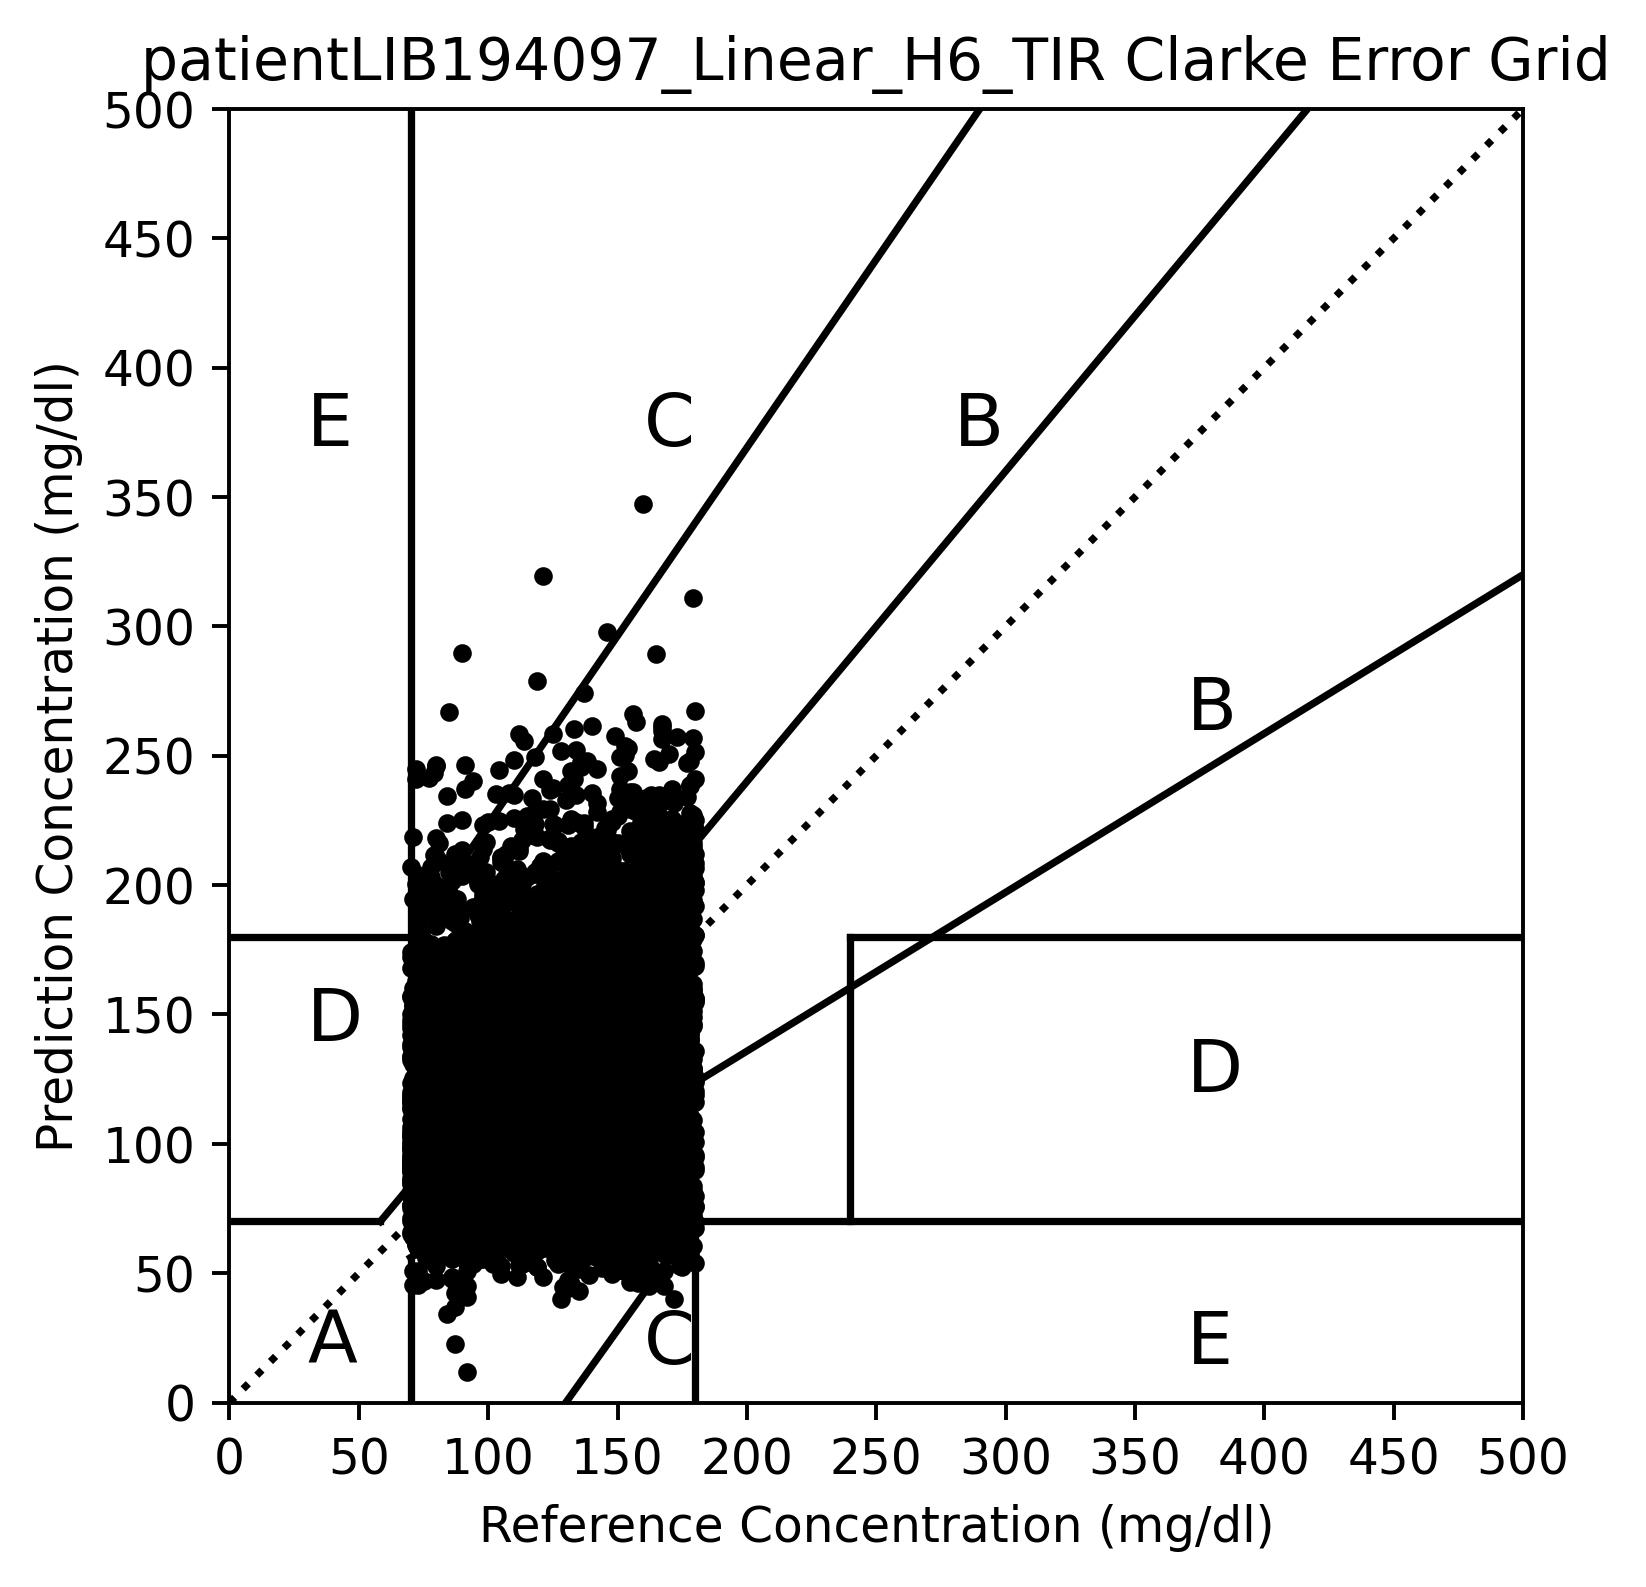 patientLIB194097_Linear_H6_TIR Clarke Error Grid
500
450
400
350
300
250
200
150
100
50
0
Prediction Concentration (mg/dl)
E
C
B
B
D
D
A
C
E
0 50 100 150 200 250 300 350 400 450 500
Reference Concentration (mg/dl)